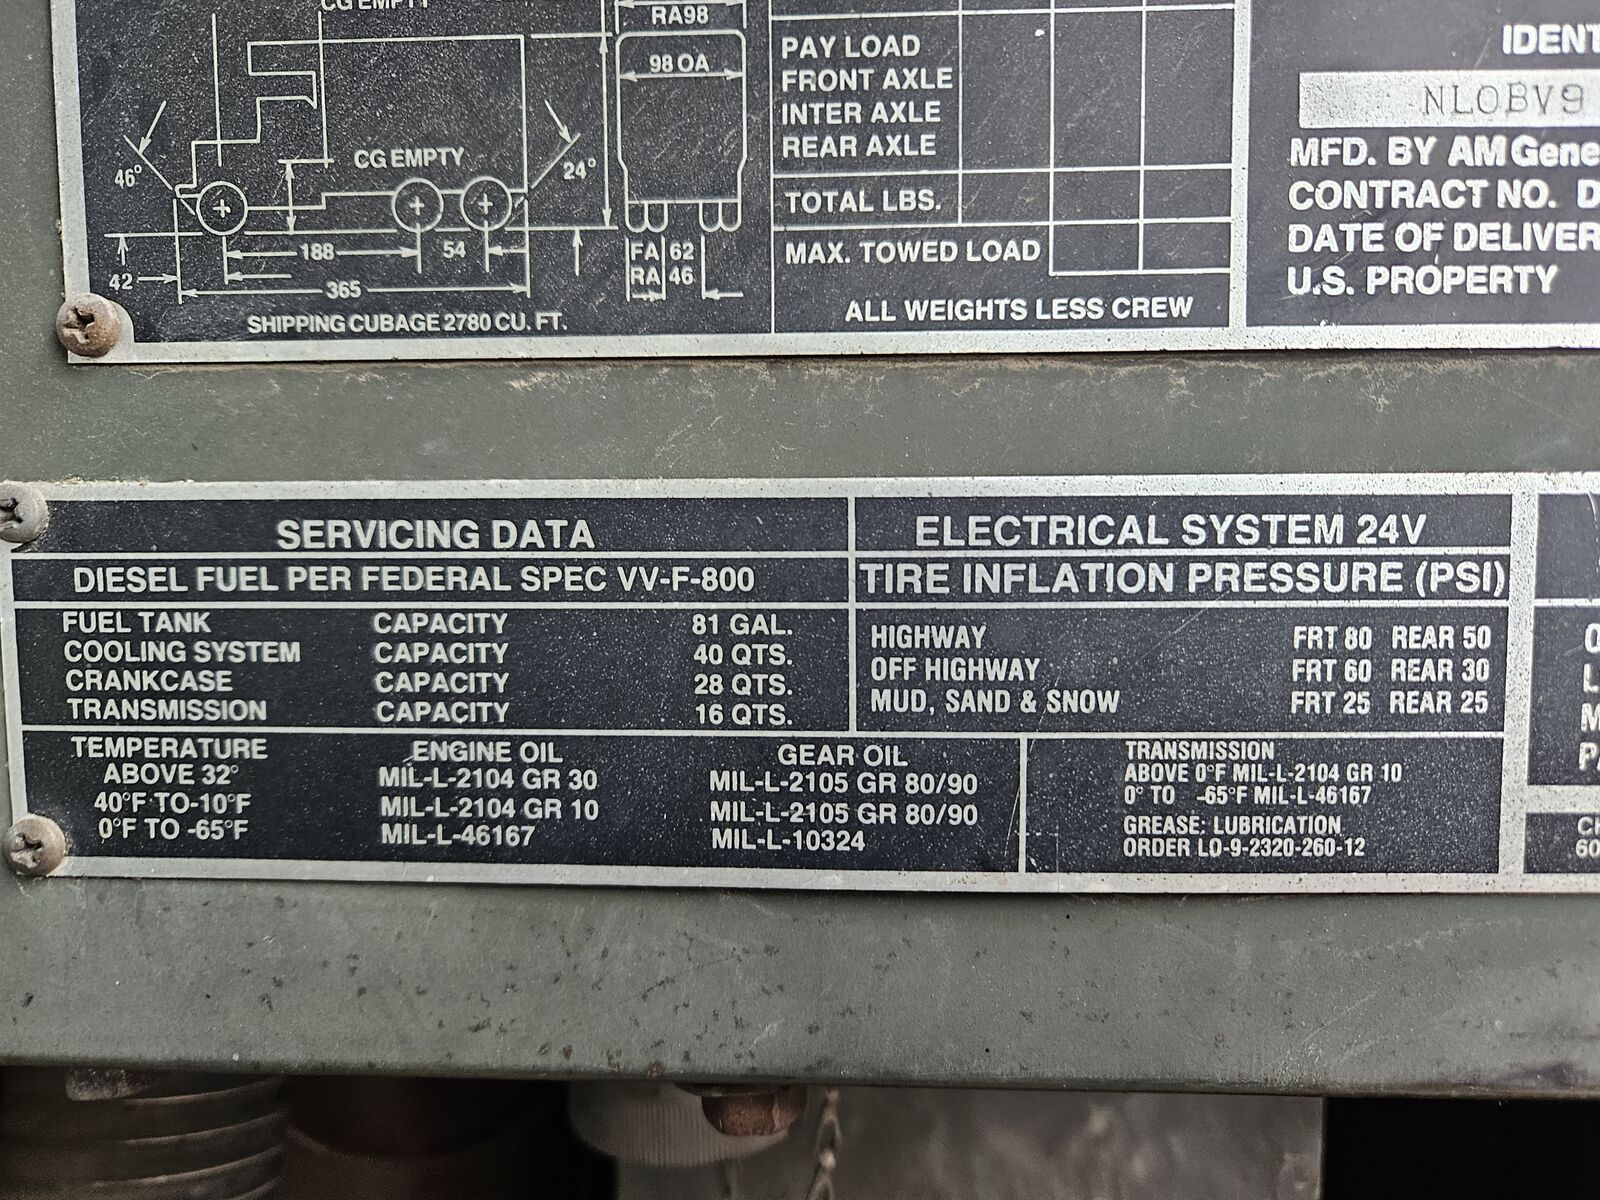 CG EMPTY
RA98
98 OA
46°
CG EMPTY
24°
188
54
42
365
FA 62
RA 46
SHIPPING CUBAGE 2780 CU. FT.
PAY LOAD
FRONT AXLE
INTER AXLE
REAR AXLE
TOTAL LBS.
MAX. TOWED LOAD
ALL WEIGHTS LESS CREW
IDENT
NL0BV9
MFD. BY AM Gene
CONTRACT NO. D
DATE OF DELIVER
U.S. PROPERTY
SERVICING DATA
DIESEL FUEL PER FEDERAL SPEC VV-F-800
FUEL TANK CAPACITY 81 GAL.
COOLING SYSTEM CAPACITY 40 QTS.
CRANKCASE CAPACITY 28 QTS.
TRANSMISSION CAPACITY 16 QTS.
ELECTRICAL SYSTEM 24V
TIRE INFLATION PRESSURE (PSI)
HIGHWAY FRT 80 REAR 50
OFF HIGHWAY FRT 60 REAR 30
MUD, SAND & SNOW FRT 25 REAR 25
TEMPERATURE ENGINE OIL GEAR OIL
ABOVE 32° MIL-L-2104 GR 30 MIL-L-2105 GR 80/90
40°F TO -10°F MIL-L-2104 GR 10 MIL-L-2105 GR 80/90
0°F TO -65°F MIL-L-46167 MIL-L-10324
TRANSMISSION
ABOVE 0°F MIL-L-2104 GR 10
0° TO -65°F MIL-L-46167
GREASE: LUBRICATION
ORDER LO-9-2320-260-12